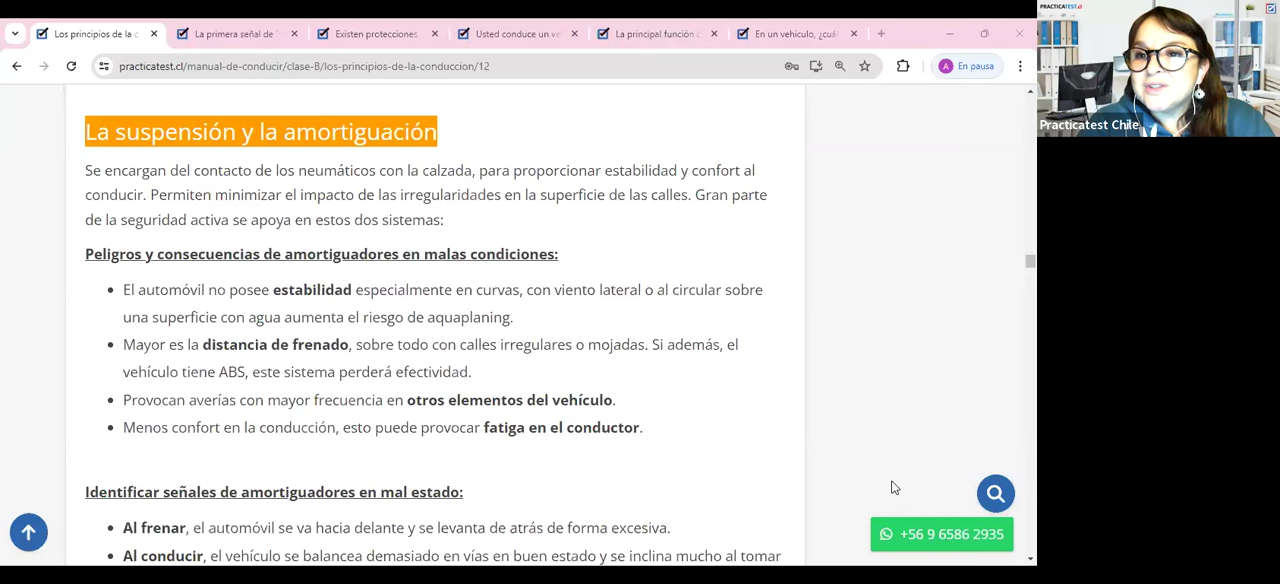 Los principios de la c
La primera señal de
Existen protecciones
Usted conduce un ve
La principal función d
En un vehículo, ¿cuál
practicatest.cl/manual-de-conducir/clase-B/los-principios-de-la-conduccion/12
A
En pausa
PRACTICATEST.cl
Practicatest Chile
La suspensión y la amortiguación
Se encargan del contacto de los neumáticos con la calzada, para proporcionar estabilidad y confort al
conducir. Permiten minimizar el impacto de las irregularidades en la superficie de las calles. Gran parte
de la seguridad activa se apoya en estos dos sistemas:
Peligros y consecuencias de amortiguadores en malas condiciones:
El automóvil no posee estabilidad especialmente en curvas, con viento lateral o al circular sobre
una superficie con agua aumenta el riesgo de aquaplaning.
Mayor es la distancia de frenado, sobre todo con calles irregulares o mojadas. Si además, el
vehículo tiene ABS, este sistema perderá efectividad.
Provocan averías con mayor frecuencia en otros elementos del vehículo.
Menos confort en la conducción, esto puede provocar fatiga en el conductor.
Identificar señales de amortiguadores en mal estado:
Al frenar, el automóvil se va hacia delante y se levanta de atrás de forma excesiva.
Al conducir, el vehículo se balancea demasiado en vías en buen estado y se inclina mucho al tomar
+56 9 6586 2935